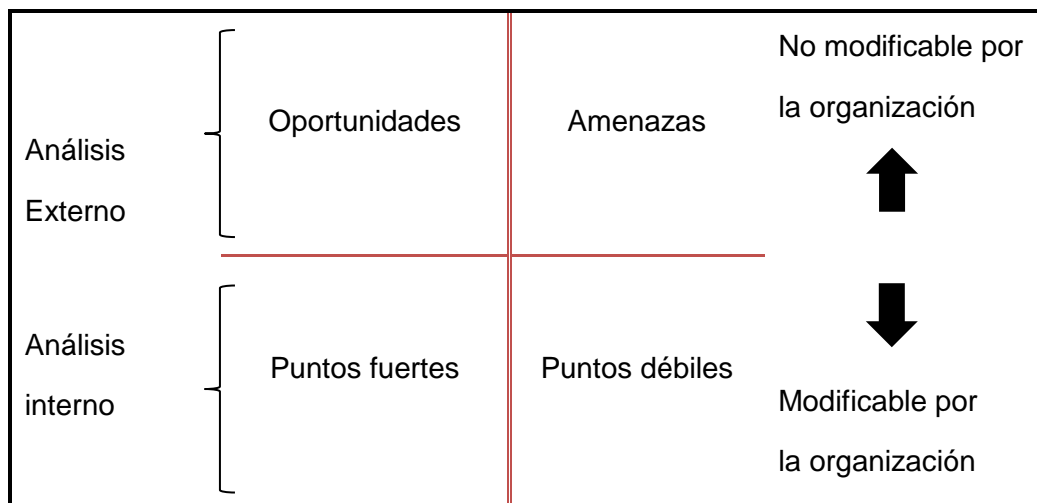 No modificable por
la organización
Oportunidades
Amenazas
Análisis
Externo
Análisis
interno
Puntos fuertes
Puntos débiles
Modificable por
la organización